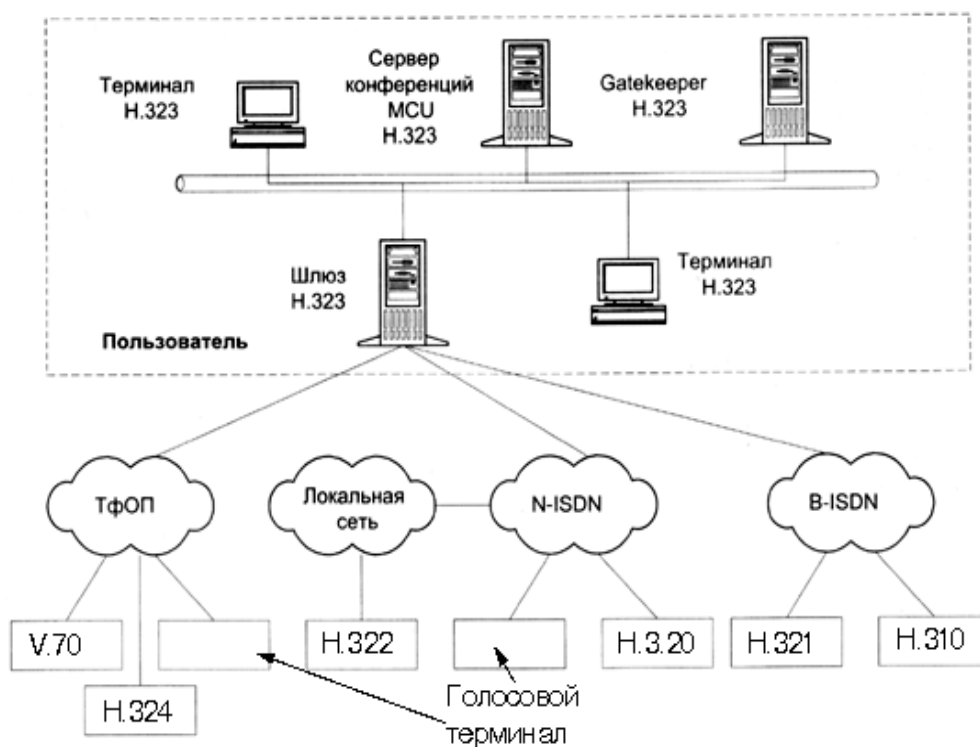 Терминал
H.323
Сервер
конференций
MCU
H.323
Gatekeeper
H.323
Шлюз
H.323
Терминал
H.323
Пользователь
ТфОП
Локальная
сеть
N-ISDN
B-ISDN
V.70
H.322
H.3.20
H.321
H.310
H.324
Голосовой
терминал